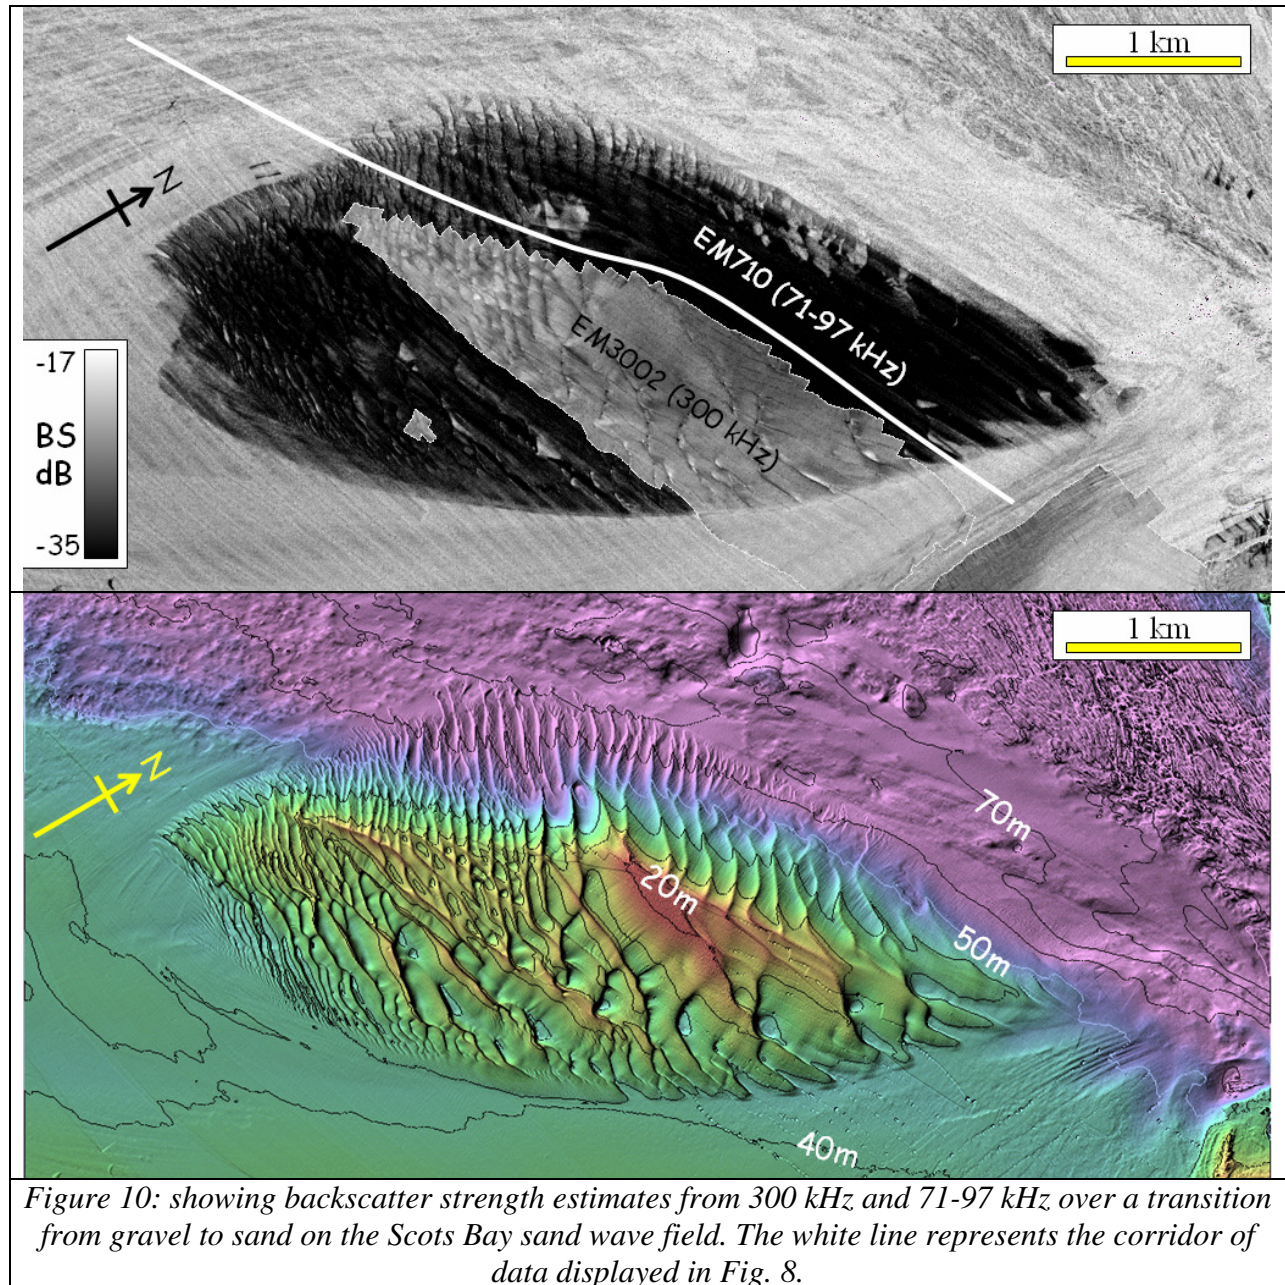 1 km
N
EM710 (71-97 kHz)
EM3002 (300 kHz)
-17
BS
dB
-35
1 km
N
20m
70m
50m
40m
Figure 10: showing backscatter strength estimates from 300 kHz and 71-97 kHz over a transition
from gravel to sand on the Scots Bay sand wave field. The white line represents the corridor of
data displayed in Fig. 8.